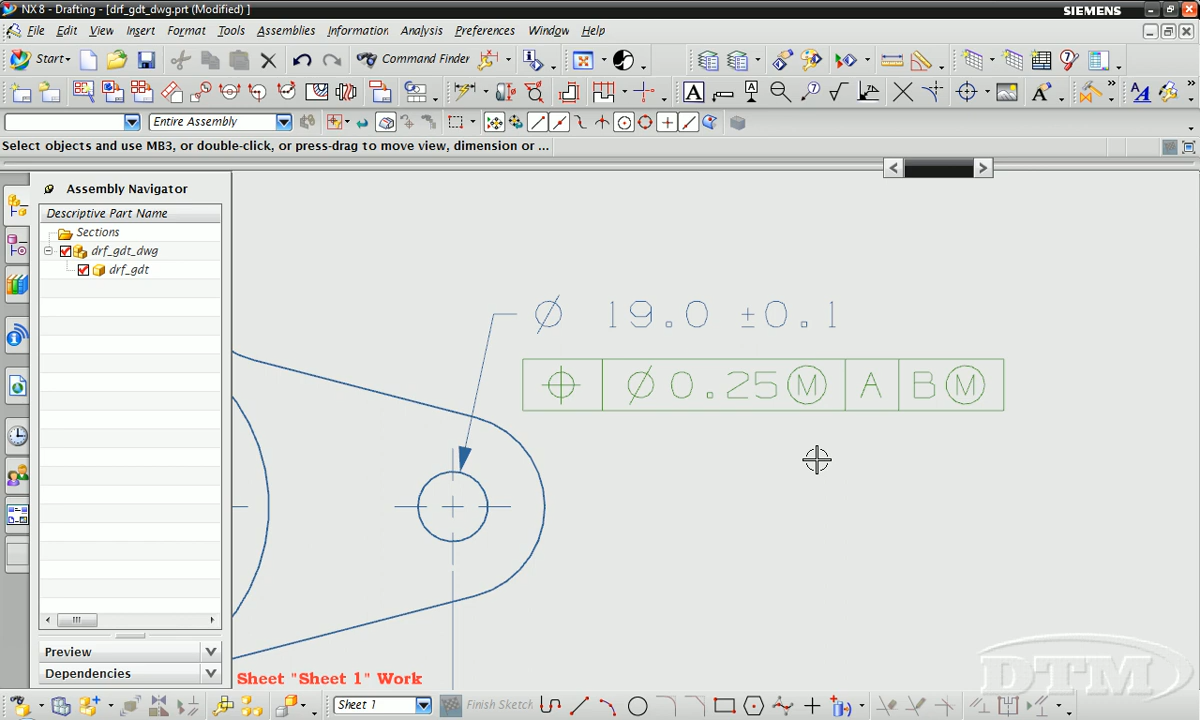 NX 8 - Drafting - [drf_gdt_dwg.prt (Modified) ]
SIEMENS
File Edit View Insert Format Tools Assemblies Information Analysis Preferences Window Help
Start Command Finder
Entire Assembly
Select objects and use MB3, or double-click, or press-drag to move view, dimension or ...
Assembly Navigator
Descriptive Part Name
Sections
drf_gdt_dwg
drf_gdt
Ø 19.0 ±0.1
⌖ Ø0.25Ⓜ A BⓂ
Preview
Dependencies
Sheet "Sheet 1" Work
DTM
Sheet 1 Finish Sketch